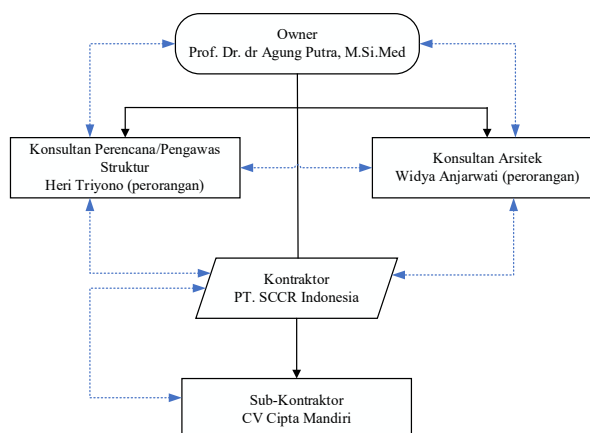 Owner
Prof. Dr. dr Agung Putra, M.Si.Med
Konsultan Perencana/Pengawas
Struktur
Heri Triyono (perorangan)
Konsultan Arsitek
Widya Anjarwati (perorangan)
Kontraktor
PT. SCCR Indonesia
Sub-Kontraktor
CV Cipta Mandiri